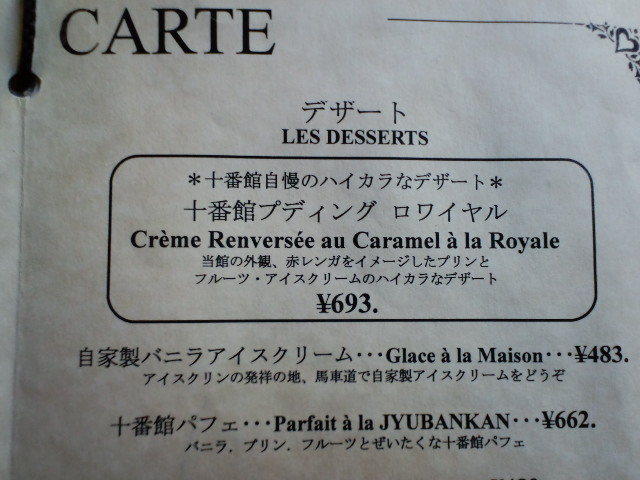 CARTE
デザート
LES DESSERTS
＊十番館自慢のハイカラなデザート＊
十番館プディング ロワイヤル
Crème Renversée au Caramel à la Royale
当館の外観、赤レンガをイメージしたプリンと
フルーツ・アイスクリームのハイカラなデザート
¥693.
自家製バニラアイスクリーム･･･Glace à la Maison･･･¥483.
アイスクリンの発祥の地、馬車道で自家製アイスクリームをどうぞ
十番館パフェ･･･Parfait à la JYUBANKAN･･･¥662.
バニラ．プリン．フルーツとぜいたくな十番館パフェ